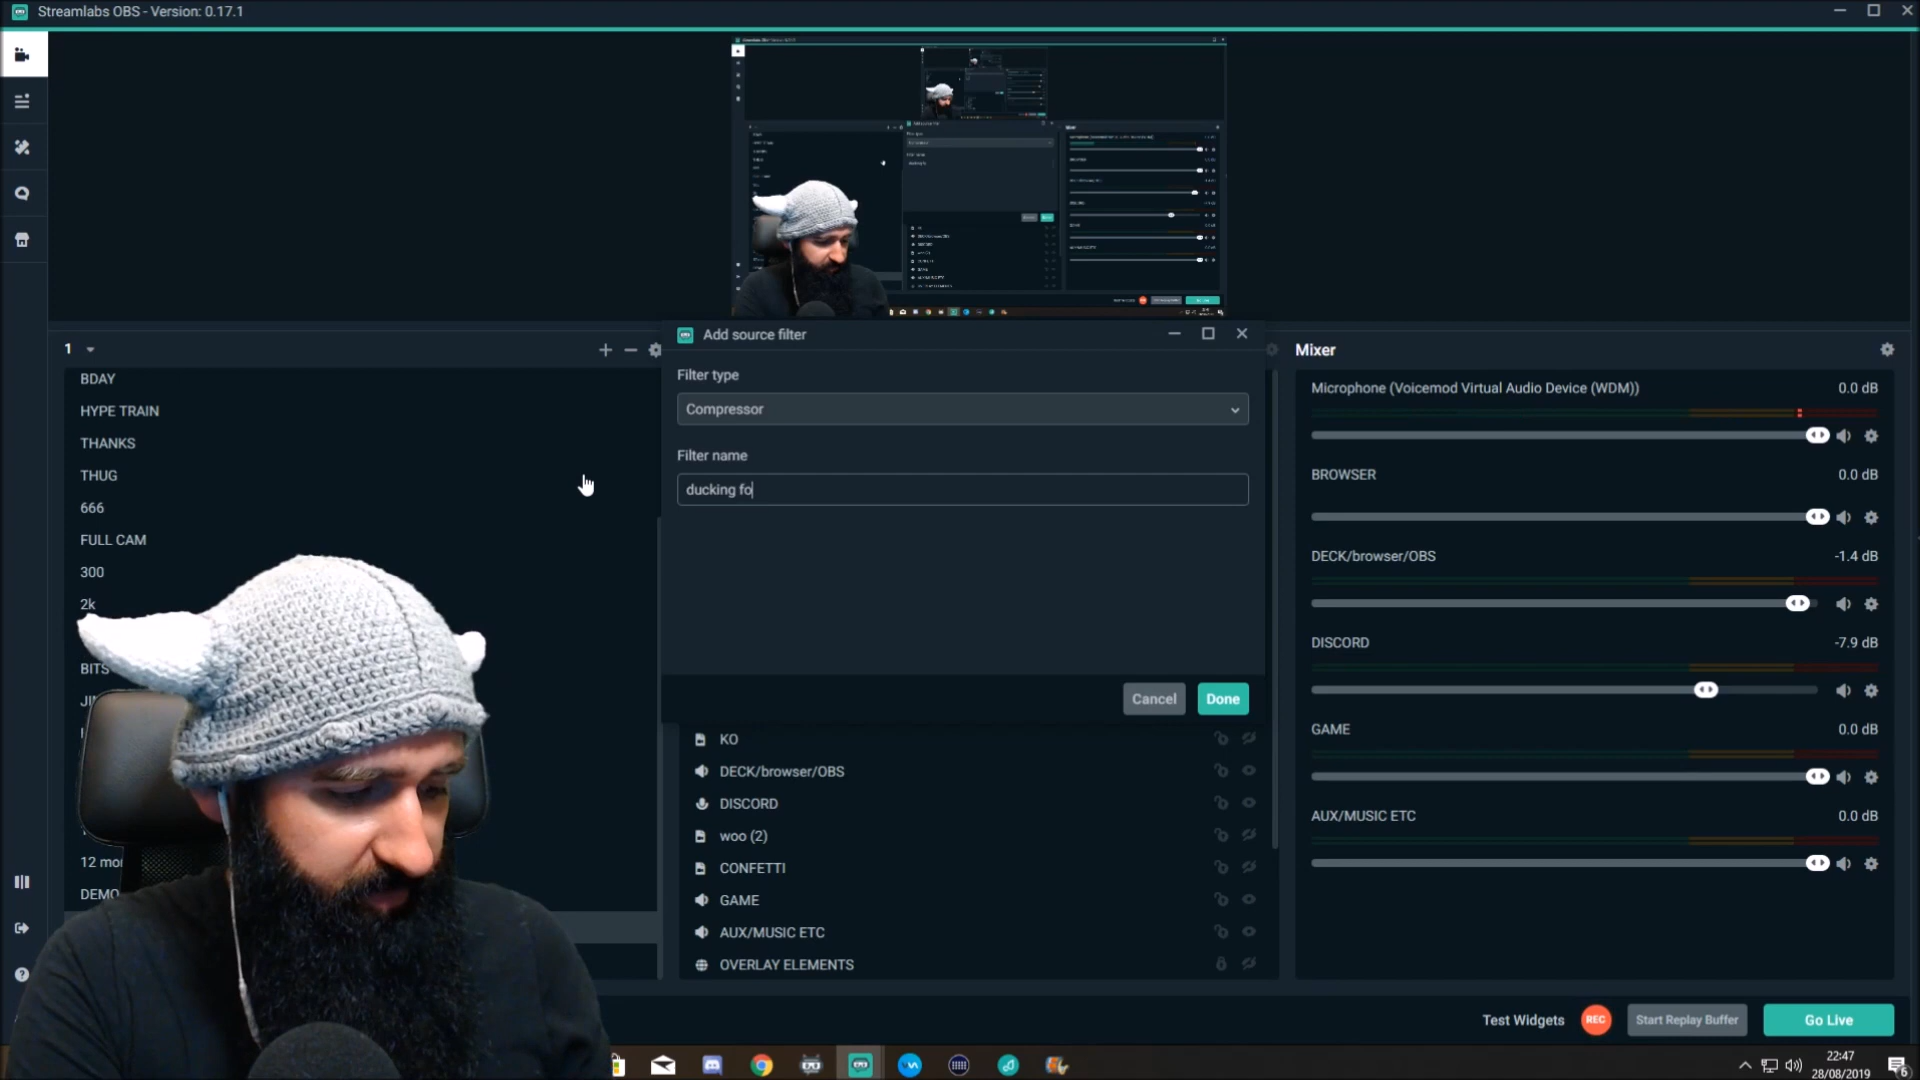 Streamlabs OBS - Version: 0.17.1
1
BDAY
HYPE TRAIN
THANKS
THUG
666
FULL CAM
300
2k
BITS
12 mo
DEMO
Add source filter
Filter type
Compressor
Filter name
ducking fo
Cancel
Done
KO
DECK/browser/OBS
DISCORD
woo (2)
CONFETTI
GAME
AUX/MUSIC ETC
OVERLAY ELEMENTS
Mixer
Microphone (Voicemod Virtual Audio Device (WDM)) 0.0 dB
BROWSER 0.0 dB
DECK/browser/OBS -1.4 dB
DISCORD -7.9 dB
GAME 0.0 dB
AUX/MUSIC ETC 0.0 dB
Test Widgets REC Start Replay Buffer Go Live
22:47
28/08/2019
6